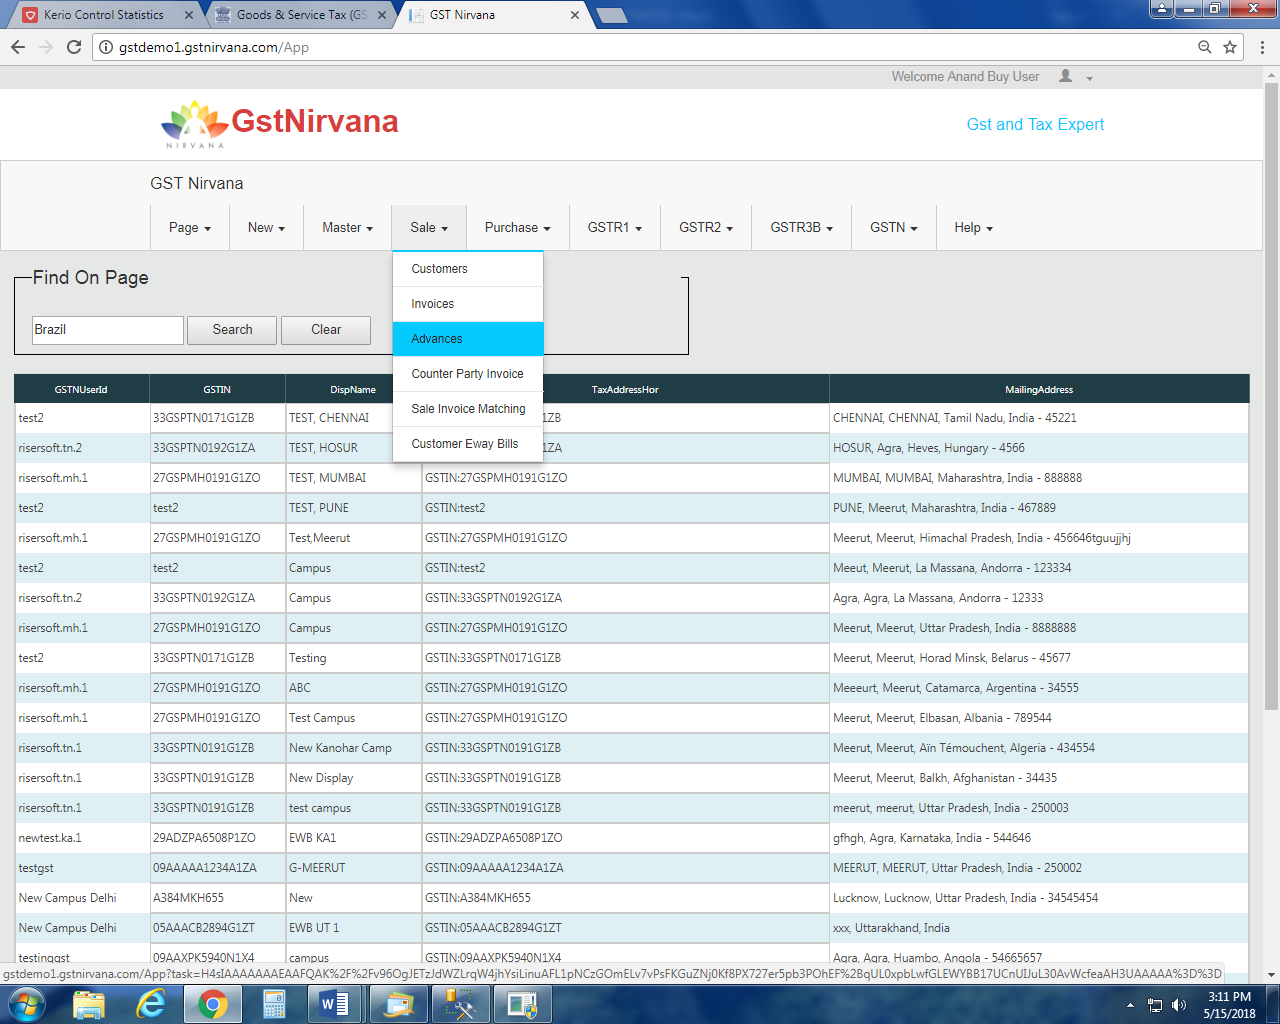 Kerio Control Statistics
Goods & Service Tax (GS
GST Nirvana
gstdemo1.gstnirvana.com/App
Welcome Anand Buy User
NIRVANA
GstNirvana
Gst and Tax Expert
GST Nirvana
Page New Master Sale Purchase GSTR1 GSTR2 GSTR3B GSTN Help
Customers
Invoices
Advances
Counter Party Invoice
Sale Invoice Matching
Customer Eway Bills
Find On Page
Brazil Search Clear
GSTNUserId GSTIN DispName TaxAddressHor MailingAddress
test2 33GSPTN0171G1ZB TEST, CHENNAI 1ZB CHENNAI, CHENNAI, Tamil Nadu, India - 45221
risersoft.tn.2 33GSPTN0192G1ZA TEST, HOSUR 1ZA HOSUR, Agra, Heves, Hungary - 4566
risersoft.mh.1 27GSPMH0191G1ZO TEST, MUMBAI GSTIN:27GSPMH0191G1ZO MUMBAI, MUMBAI, Maharashtra, India - 888888
test2 test2 TEST, PUNE GSTIN:test2 PUNE, Meerut, Maharashtra, India - 467889
risersoft.mh.1 27GSPMH0191G1ZO Test,Meerut GSTIN:27GSPMH0191G1ZO Meerut, Meerut, Himachal Pradesh, India - 456646tguujjhj
test2 test2 Campus GSTIN:test2 Meeut, Meerut, La Massana, Andorra - 123334
risersoft.tn.2 33GSPTN0192G1ZA Campus GSTIN:33GSPTN0192G1ZA Agra, Agra, La Massana, Andorra - 12333
risersoft.mh.1 27GSPMH0191G1ZO Campus GSTIN:27GSPMH0191G1ZO Meerut, Meerut, Uttar Pradesh, India - 8888888
test2 33GSPTN0171G1ZB Testing GSTIN:33GSPTN0171G1ZB Meerut, Meerut, Horad Minsk, Belarus - 45677
risersoft.mh.1 27GSPMH0191G1ZO ABC GSTIN:27GSPMH0191G1ZO Meeeurt, Meerut, Catamarca, Argentina - 34555
risersoft.mh.1 27GSPMH0191G1ZO Test Campus GSTIN:27GSPMH0191G1ZO Meerut, Meerut, Elbasan, Albania - 789544
risersoft.tn.1 33GSPTN0191G1ZB New Kanohar Camp GSTIN:33GSPTN0191G1ZB Meerut, Meerut, Aïn Témouchent, Algeria - 434554
risersoft.tn.1 33GSPTN0191G1ZB New Display GSTIN:33GSPTN0191G1ZB Meerut, Meerut, Balkh, Afghanistan - 34435
risersoft.tn.1 33GSPTN0191G1ZB test campus GSTIN:33GSPTN0191G1ZB meerut, meerut, Uttar Pradesh, India - 250003
newtest.ka.1 29ADZPA6508P1ZO EWB KA1 GSTIN:29ADZPA6508P1ZO gfhgh, Agra, Karnataka, India - 544646
testgst 09AAAAA1234A1ZA G-MEERUT GSTIN:09AAAAA1234A1ZA MEERUT, MEERUT, Uttar Pradesh, India - 250002
New Campus Delhi A384MKH655 New GSTIN:A384MKH655 Lucknow, Lucknow, Uttar Pradesh, India - 34545454
New Campus Delhi 05AAACB2894G1ZT EWB UT 1 GSTIN:05AAACB2894G1ZT xxx, Uttarakhand, India
testinggst 09AAXPK5940N1X4 campus GSTIN:09AAXPK5940N1X4 Agra, Agra, Huambo, Angola - 54665657
3:11 PM
5/15/2018